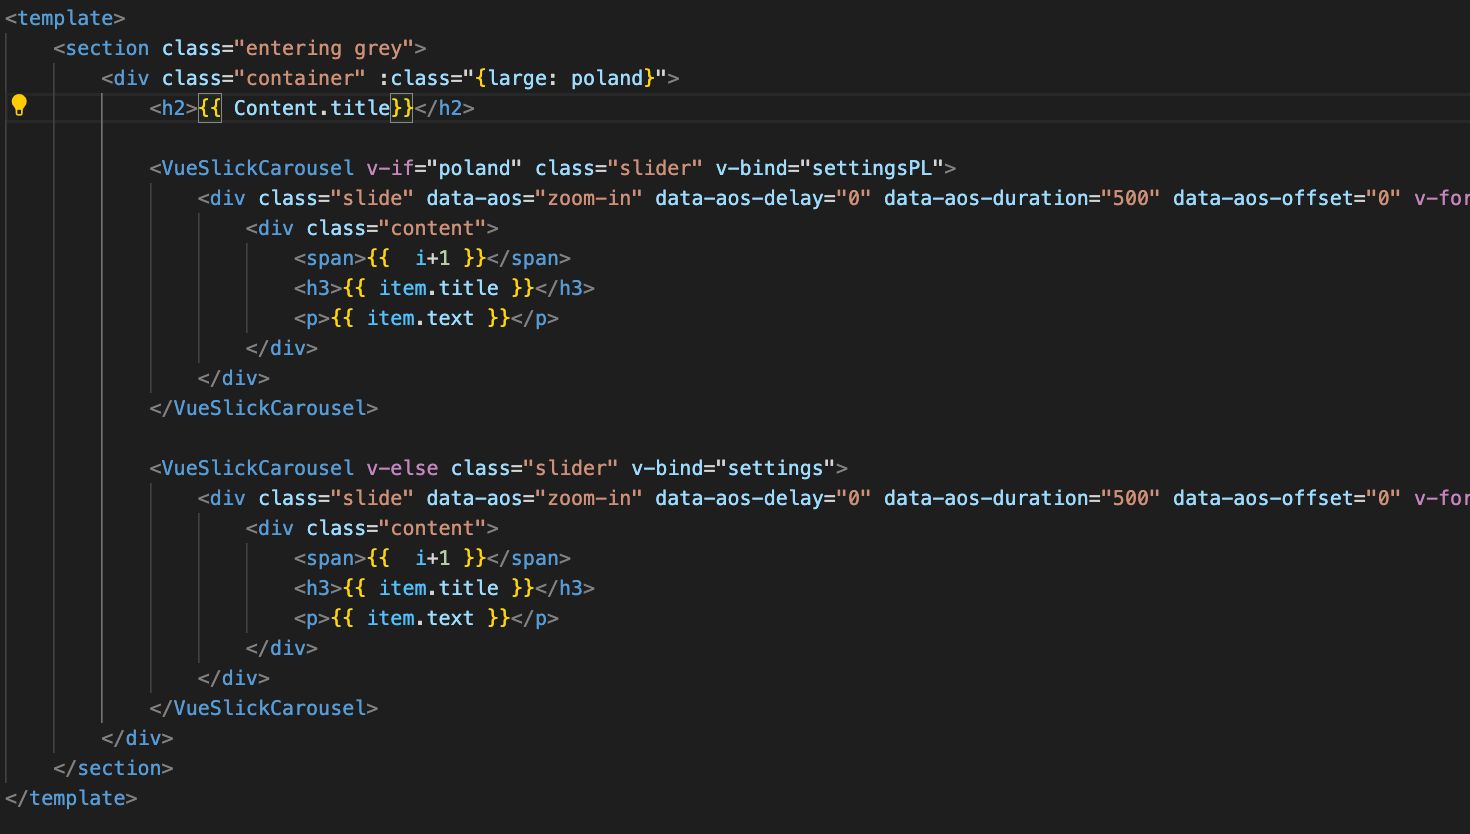 <template>
<section class="entering grey">
<div class="container" :class="{large: poland}">
<h2>{{ Content.title}}</h2>
<VueSlickCarousel v-if="poland" class="slider" v-bind="settingsPL">
<div class="slide" data-aos="zoom-in" data-aos-delay="0" data-aos-duration="500" data-aos-offset="0" v-for
<div class="content">
<span>{{  i+1 }}</span>
<h3>{{ item.title }}</h3>
<p>{{ item.text }}</p>
</div>
</div>
</VueSlickCarousel>
<VueSlickCarousel v-else class="slider" v-bind="settings">
<div class="slide" data-aos="zoom-in" data-aos-delay="0" data-aos-duration="500" data-aos-offset="0" v-for
<div class="content">
<span>{{  i+1 }}</span>
<h3>{{ item.title }}</h3>
<p>{{ item.text }}</p>
</div>
</div>
</VueSlickCarousel>
</div>
</section>
</template>